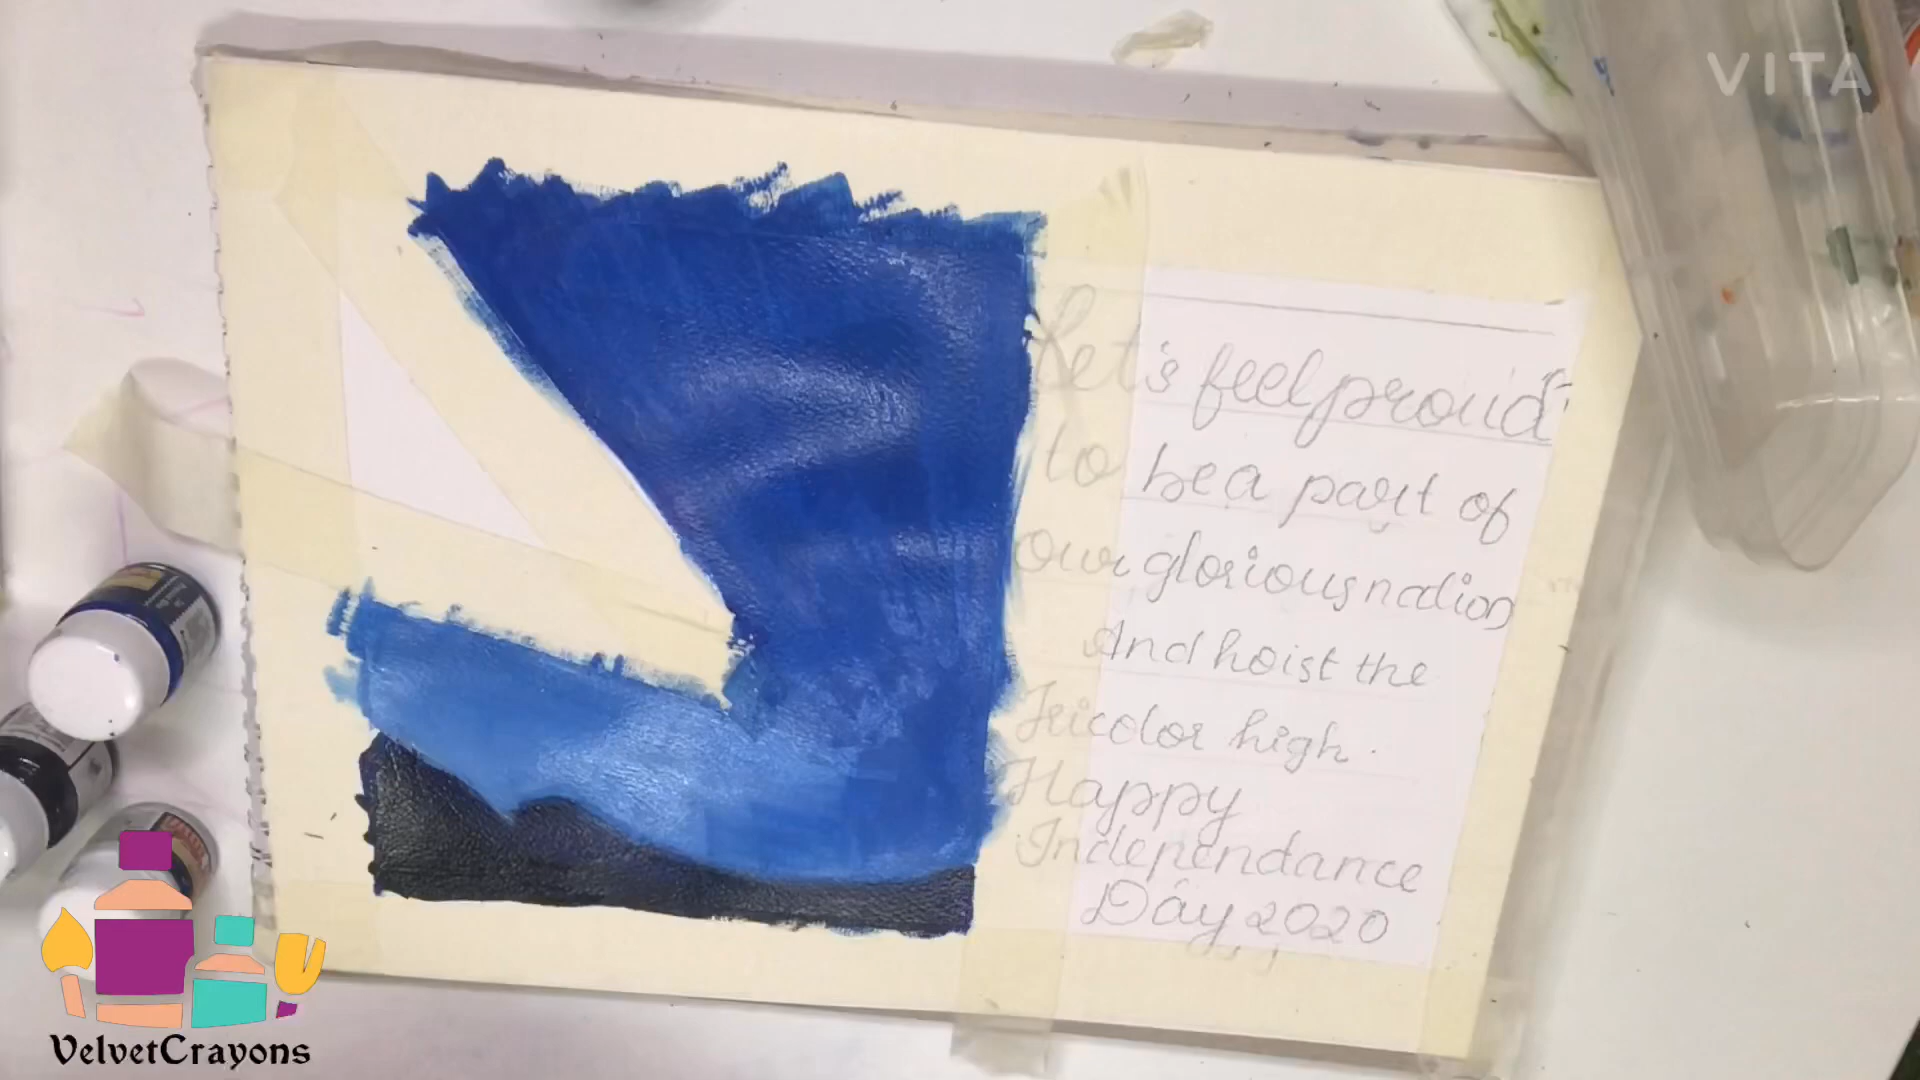 VITA
Let's feel proud
to be a part of
our glorious nation
And hoist the
Tricolor high.
Happy
Independance
Day 2020
VelvetCrayons